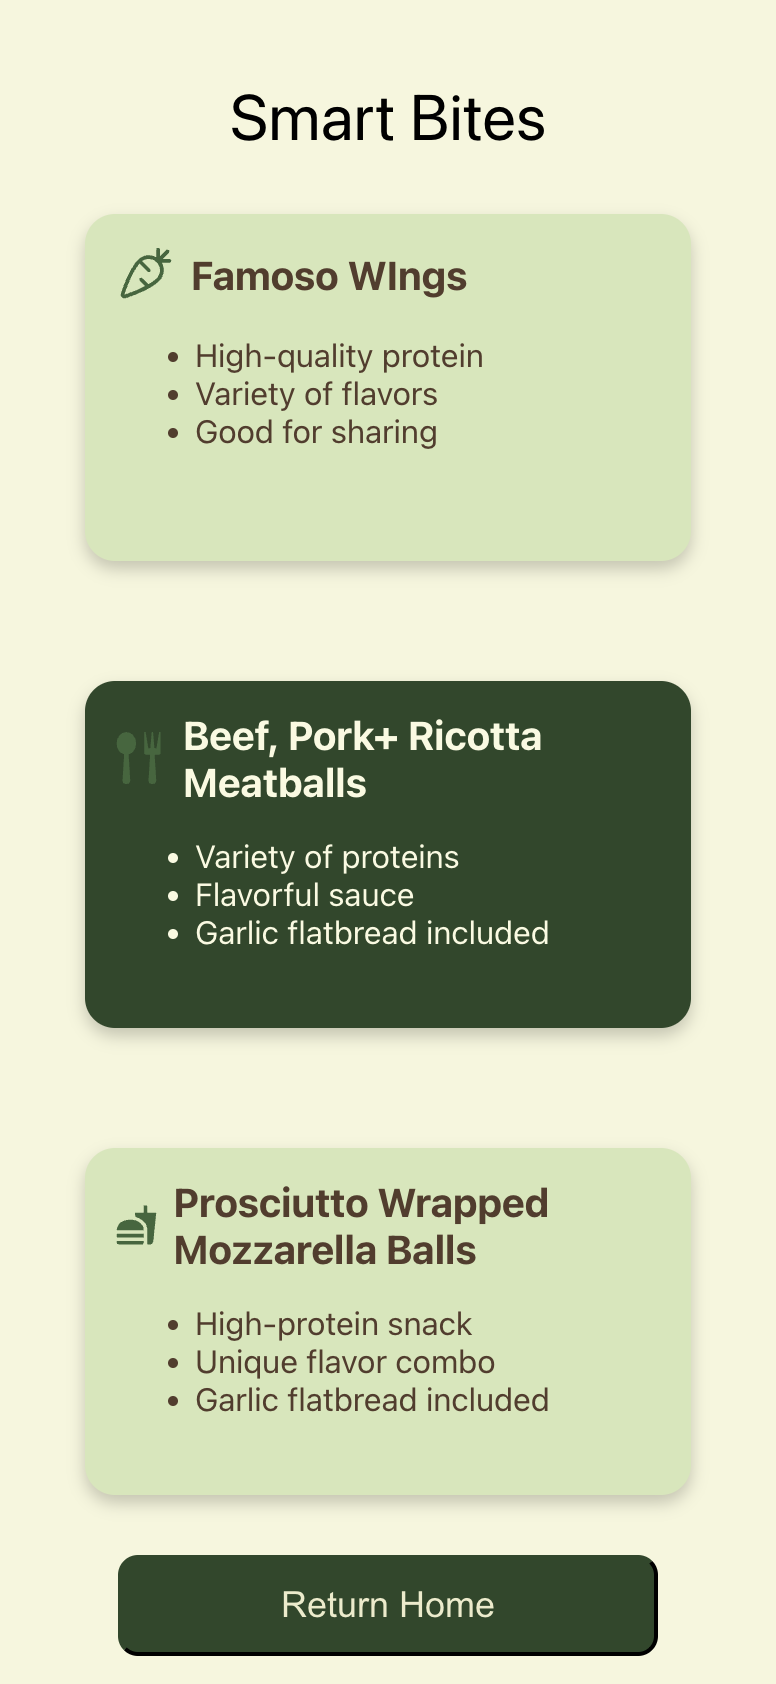 Smart Bites
Famoso WIngs
• High-quality protein
• Variety of flavors
• Good for sharing
Beef, Pork+ Ricotta
Meatballs
• Variety of proteins
• Flavorful sauce
• Garlic flatbread included
Prosciutto Wrapped
Mozzarella Balls
• High-protein snack
• Unique flavor combo
• Garlic flatbread included
Return Home